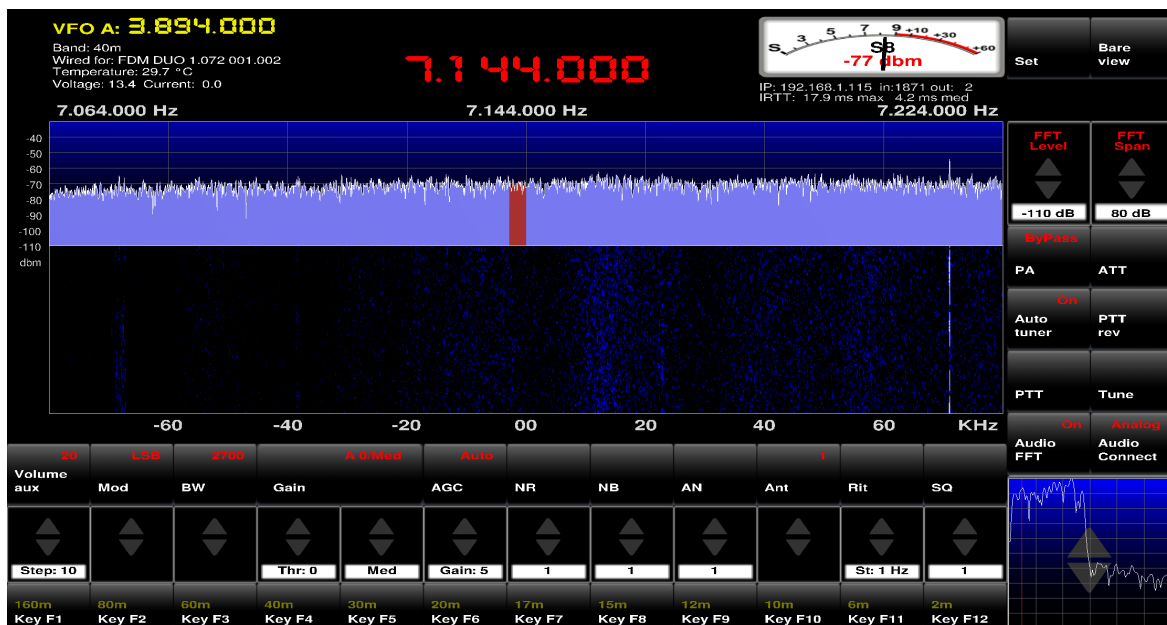 VFO A: 3.894.000
Band: 40m
Wired for: FDM DUO 1.072 001.002
Temperature: 29.7 °C
Voltage: 13.4 Current: 0.0
7.144.000
S 3 5 7 9 +10 +30 +60
S8
-77 dbm
IP: 192.168.1.115 in:1871 out: 2
IRTT: 17.9 ms max 4.2 ms med
Set
Bare
view
7.064.000 Hz 7.144.000 Hz 7.224.000 Hz
-40
-50
-60
-70
-80
-90
-100
-110
dbm
-60 -40 -20 00 20 40 60 KHz
FFT
Level
-110 dB
FFT
Span
80 dB
ByPass
PA
ATT
On
Auto
tuner
PTT
rev
PTT
Tune
On
Audio
FFT
Analog
Audio
Connect
20 LSB 2700 A 0/Med Auto I
Volume
aux Mod BW Gain AGC NR NB AN Ant Rit SQ
Step: 10 Thr: 0 Med Gain: 5 1 1 1 St: 1 Hz 1
160m 80m 60m 40m 30m 20m 17m 15m 12m 10m 6m 2m
Key F1 Key F2 Key F3 Key F4 Key F5 Key F6 Key F7 Key F8 Key F9 Key F10 Key F11 Key F12